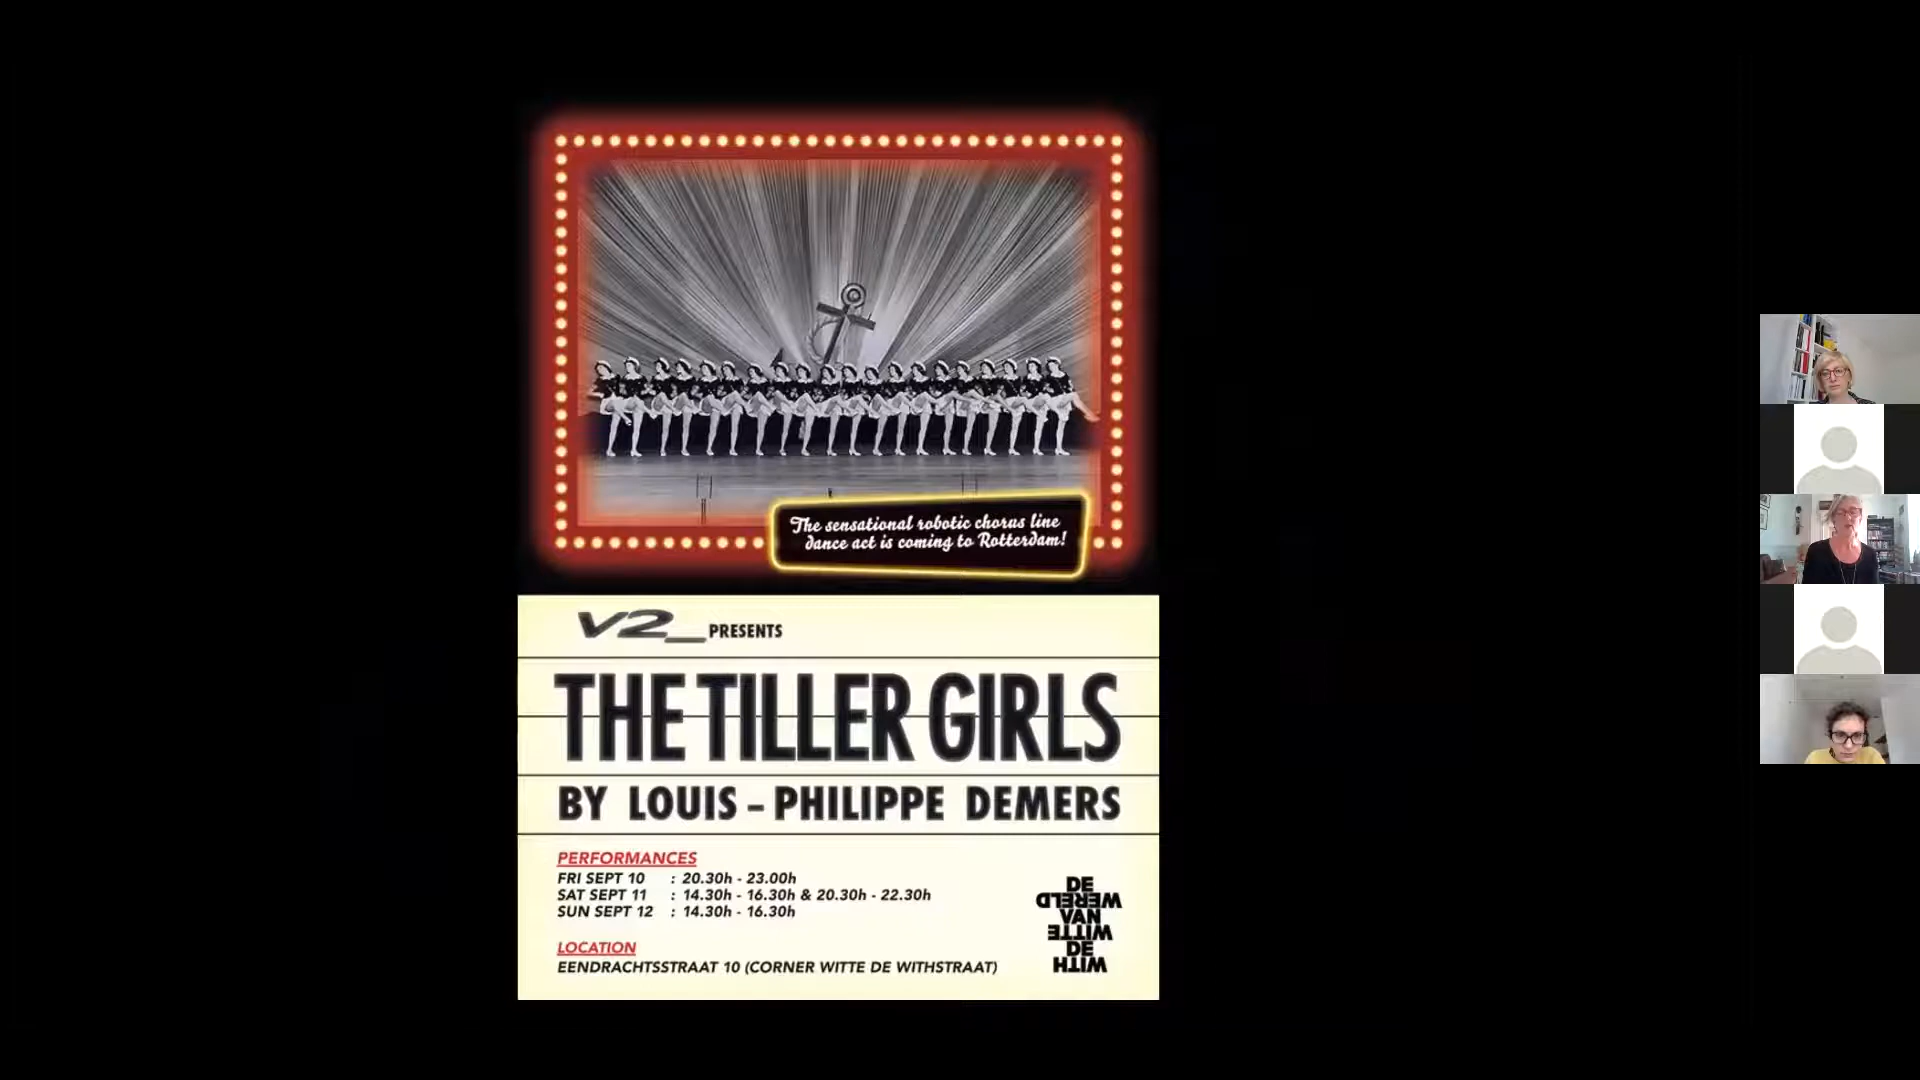 The sensational robotic chorus line
dance act is coming to Rotterdam!
V2_ PRESENTS
THE TILLER GIRLS
BY LOUIS - PHILIPPE DEMERS
PERFORMANCES
FRI SEPT 10 : 20.30h - 23.00h
SAT SEPT 11 : 14.30h - 16.30h & 20.30h - 22.30h
SUN SEPT 12 : 14.30h - 16.30h
LOCATION
EENDRACHTSSTRAAT 10 (CORNER WITTE DE WITHSTRAAT)
DE
WERELD
VAN
WITTE
DE
WITH